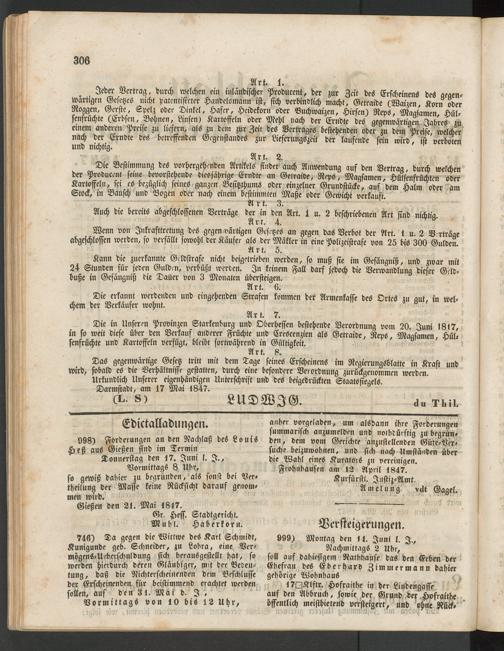 306
Art. 1.
Jeder Vertrag, durch welchen ein inländischer Producent, der zur Zeit des Erscheinens des gegen-
wärtigen Gesetzes nicht patentisirter Handelsmann ist, sich verbindlich macht, Getraide (Waizen, Korn oder
Roggen, Gerste, Spelz oder Dinkel, Hafer, Heidekorn oder Buchwaizen, Hirsen) Reps, Magsamen, Hül-
senfrüchte (Erbsen, Bohnen, Linsen) Kartoffeln oder Mehl nach der Erndte des gegenwärtigen Jahres zu
einem anderen Preise zu liefern, als zu dem zur Zeit des Vertrages bestehenden oder zu dem Preise, welcher
nach der Erndte des betreffenden Gegenstandes zur Lieferungszeit der laufende sein wird, ist verboten
und nichtig.
Art. 2.
Die Bestimmung des vorhergehenden Artikels findet auch Anwendung auf den Vertrag, durch welchen
der Producent seine bevorstehende diesjährige Erndte an Getraide, Reps, Magsamen, Hülsenfrüchten oder
Kartoffeln, sei es bezüglich seines ganzen Besitzthums oder einzelner Grundstücke, auf dem Halm oder am
Stock, in Bausch und Bogen oder nach einem bestimmten Maße oder Gewicht verkauft.
Art. 3.
Auch die bereits abgeschlossenen Verträge der in den Art. 1 u. 2 beschriebenen Art sind nichtig.
Art. 4.
Wenn von Inkrafttretung des gegenwärtigen Gesetzes an gegen das Verbot der Art. 1 u. 2 Verträge
abgeschlossen werden, so verfällt sowohl der Käufer als der Mäkler in eine Polizeistrafe von 25 bis 300 Gulden.
Art. 5.
Kann die zuerkannte Geldstrafe nicht beigetrieben werden, so muß sie im Gefängniß, und zwar mit
24 Stunden für jeden Gulden, verbüßt werden. In keinem Fall darf jedoch die Verwandlung dieser Geld-
buße in Gefängniß die Dauer von 3 Monaten übersteigen.
Art. 6.
Die erkannt werdenden und eingehenden Strafen kommen der Armenkasse des Ortes zu gut, in wel-
chem der Verkäufer wohnt.
Art. 7.
Die in Unseren Provinzen Starkenburg und Oberhessen bestehende Verordnung vom 20. Juni 1817,
in so weit diese über den Verkauf anderer Früchte und Crescenzien als Getraide, Reps, Magsamen, Hül-
senfrüchte und Kartoffeln verfügt, bleibt fortwährend in Gültigkeit.
Art. 8.
Das gegenwärtige Gesetz tritt mit dem Tage seines Erscheinens im Regierungsblatte in Kraft und
wird, sobald es die Verhältnisse gestatten, durch eine besondere Verordnung zurückgenommen werden.
Urkundlich Unserer eigenhändigen Unterschrift und des beigedrückten Staatssiegels.
Darmstadt, am 17 Mai 1847.
(L. S) LUDWIG. du Thil.
Edictalladungen.
998) Forderungen an den Nachlaß des Louis
Heß aus Gießen sind im Termin
Donnerstag den 17. Juni l. J.,
Vormittags 8 Uhr,
so gewiß dahier zu begründen, als sonst bei Ver-
theilung der Masse keine Rücksicht darauf genom-
men wird.
Gießen den 21. Mai 1847.
Gr. Hess. Stadtgericht.
Muhl. Haberkorn.
746) Da gegen die Wittwe des Karl Schmidt,
Kunigunde geb. Schneider, zu Lohra, eine Ver-
mögens-Ueberschuldung sich herausgestellt hat, so
werden hierdurch deren Gläubiger, mit der Bedeu-
tung, daß die Nichterscheinenden dem Beschlusse
der Erscheinenden für beistimmend erachtet werden
sollen, auf den 31. Mai d. J.,
Vormittags von 10 bis 12 Uhr,
anher vorgeladen, um alsdann ihre Forderungen
summarisch anzumelden und nothdürftig zu begrün-
den, dem vom Gerichte anzustellenden Güte-Ver-
suche beizuwohnen, und sich nach Umständen über
die Wahl eines Kurators zu vereinigen.
Frohnhausen am 12 April 1847.
Kurfürstl. Justiz-Amt.
Amelung vdt Gagel.
Versteigerungen.
999) Montag den 14. Juni l. J.,
Nachmittags 2 Uhr,
soll auf dahiesigem Rathhause das den Erben der
Ehefrau des Eberhard Zimmermann dahier
gehörige Wohnhaus
17□Klftr. Hofraithe in der Lindengasse
auf den Abbruch, sowie der Grund der Hofraithe
öffentlich meistbietend versteigert, und ohne Rück-